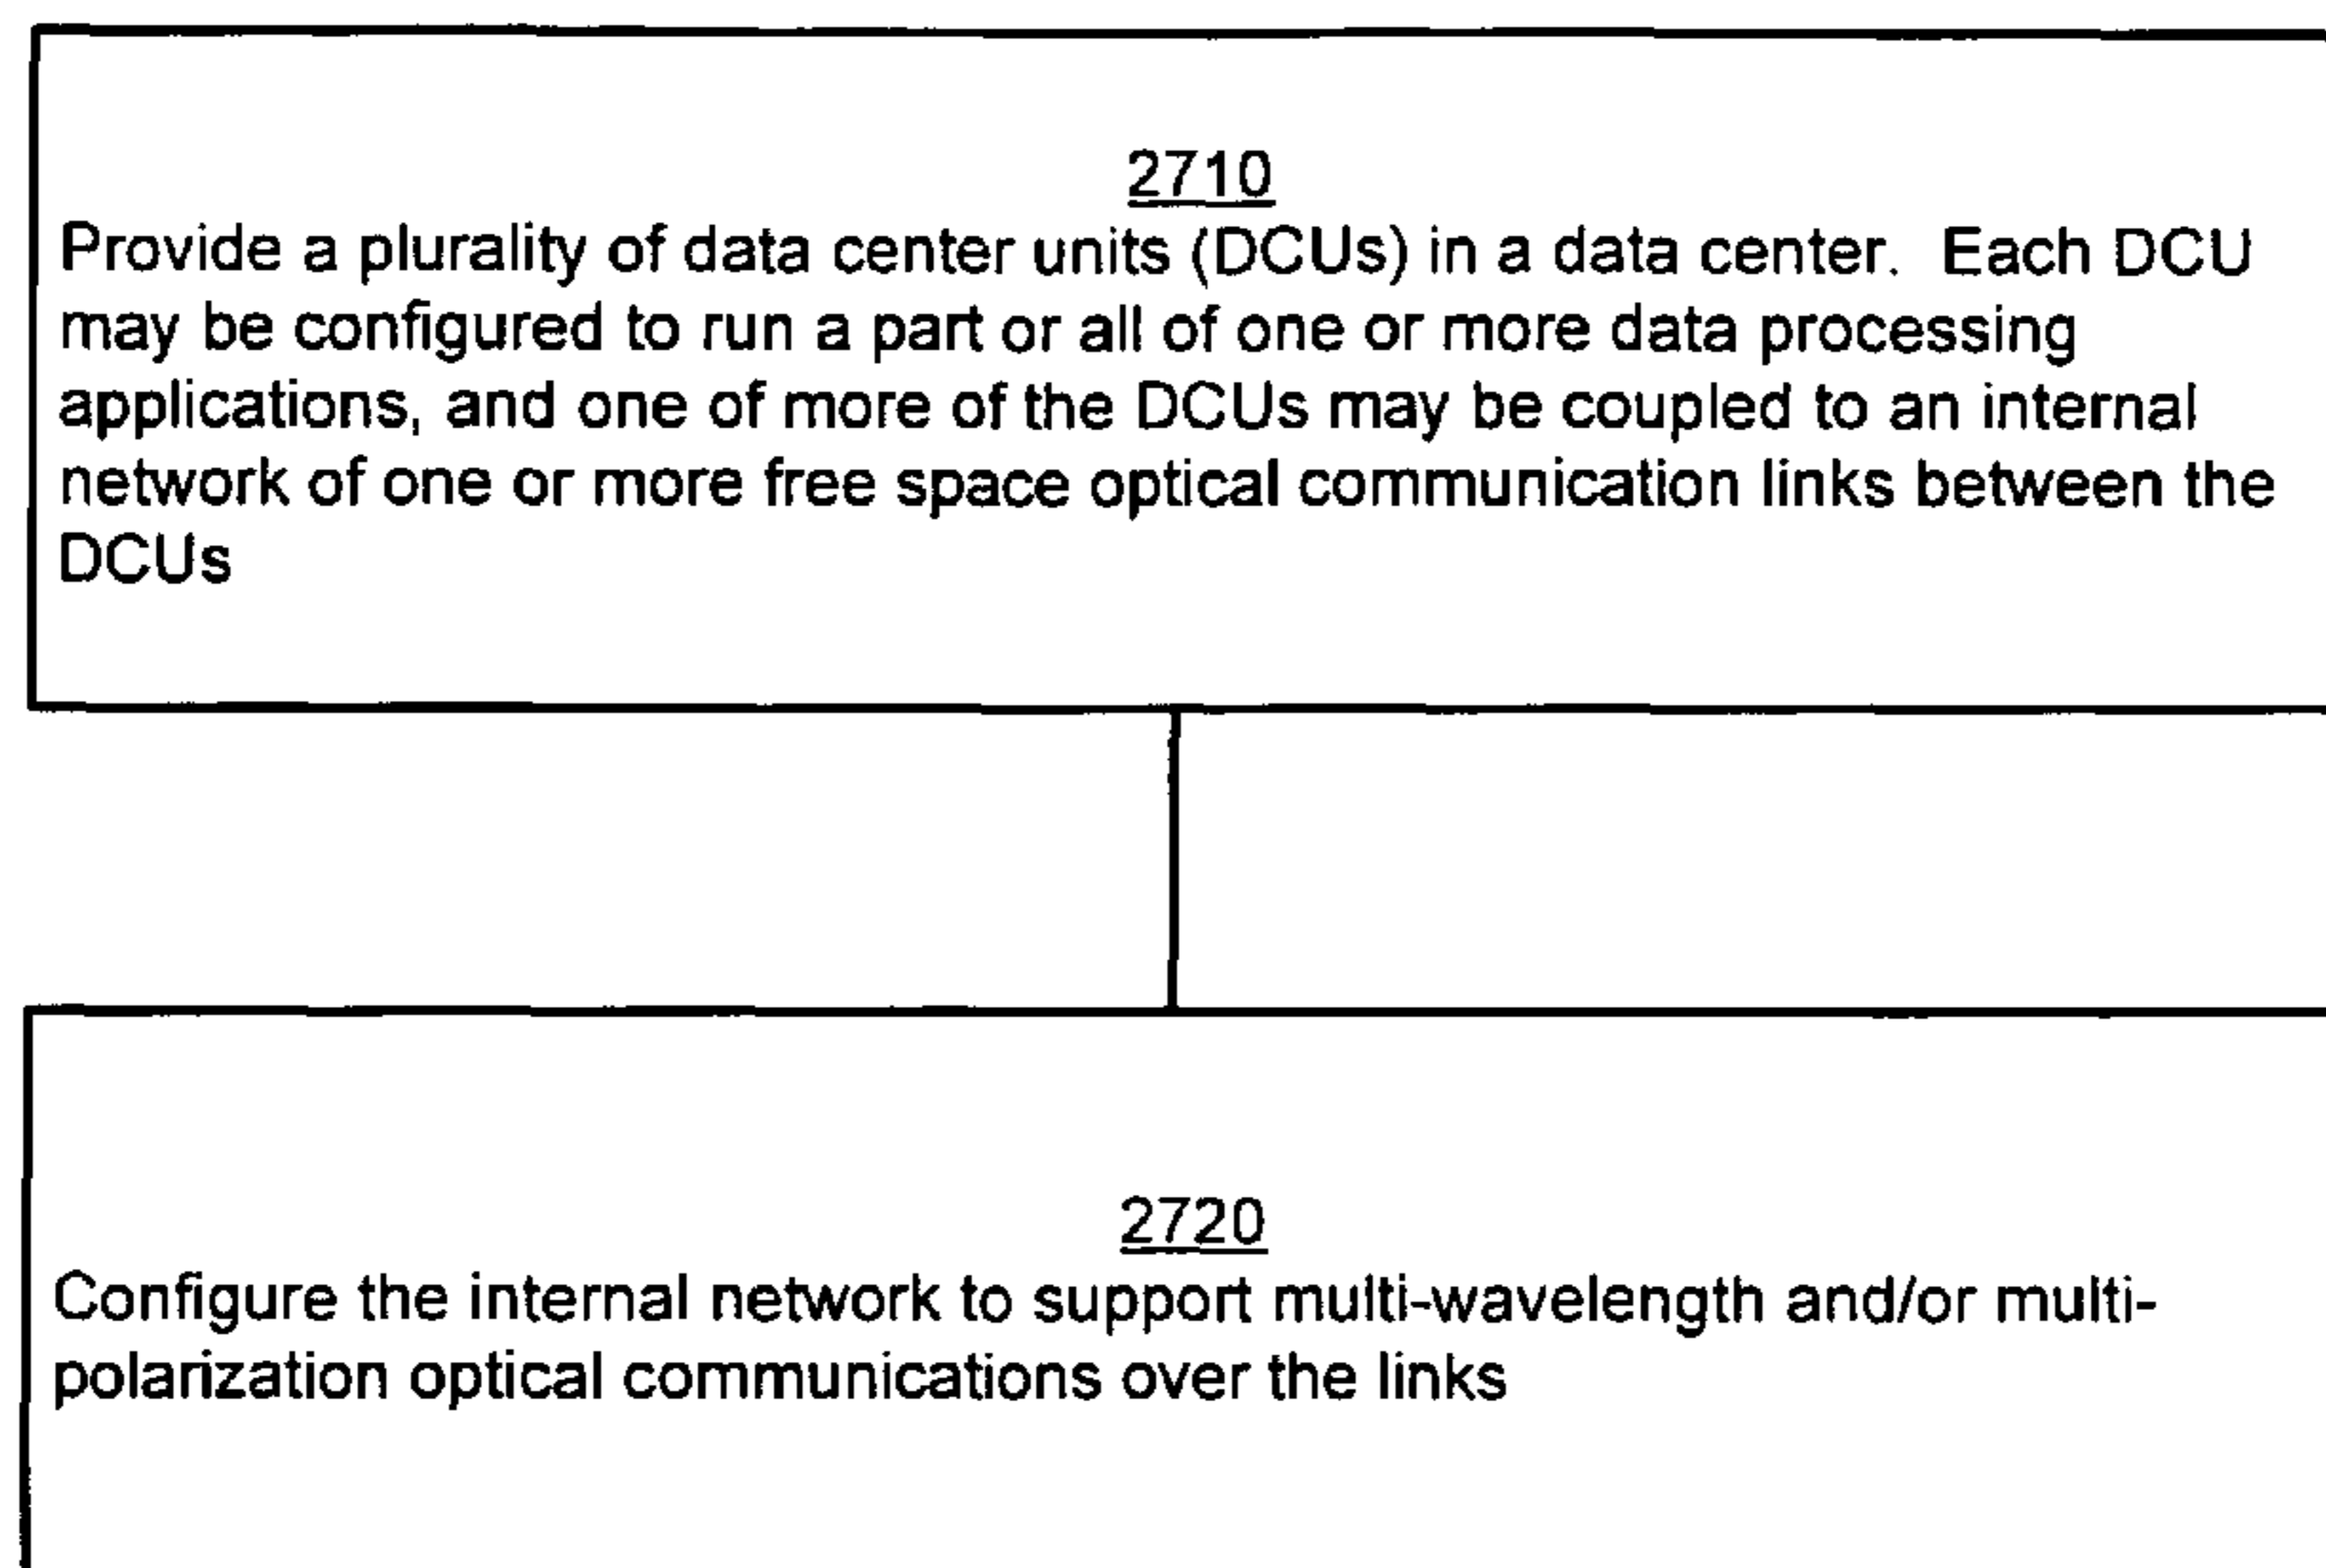 2710
Provide a plurality of data center units (DCUs) in a data center. Each DCU
may be configured to run a part or all of one or more data processing
applications, and one of more of the DCUs may be coupled to an internal
network of one or more free space optical communication links between the
DCUs
2720
Configure the internal network to support multi-wavelength and/or multi-
polarization optical communications over the links